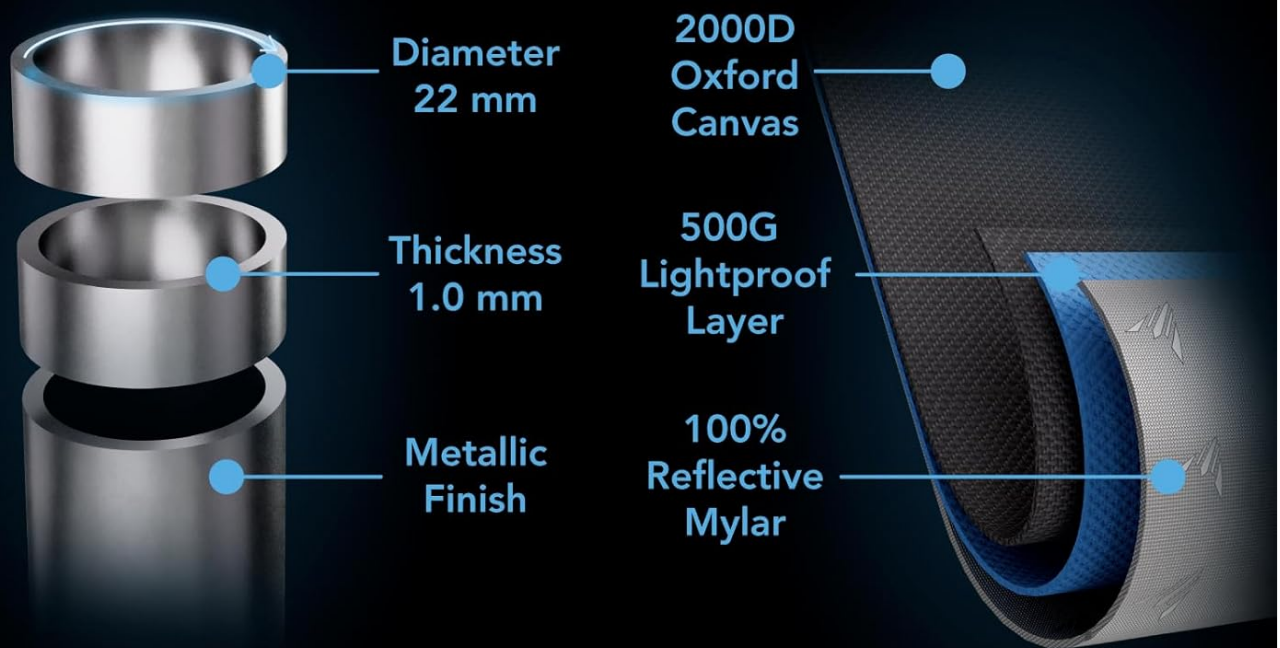 Diameter
22 mm
Thickness
1.0 mm
Metallic
Finish
2000D
Oxford
Canvas
500G
Lightproof
Layer
100%
Reflective
Mylar